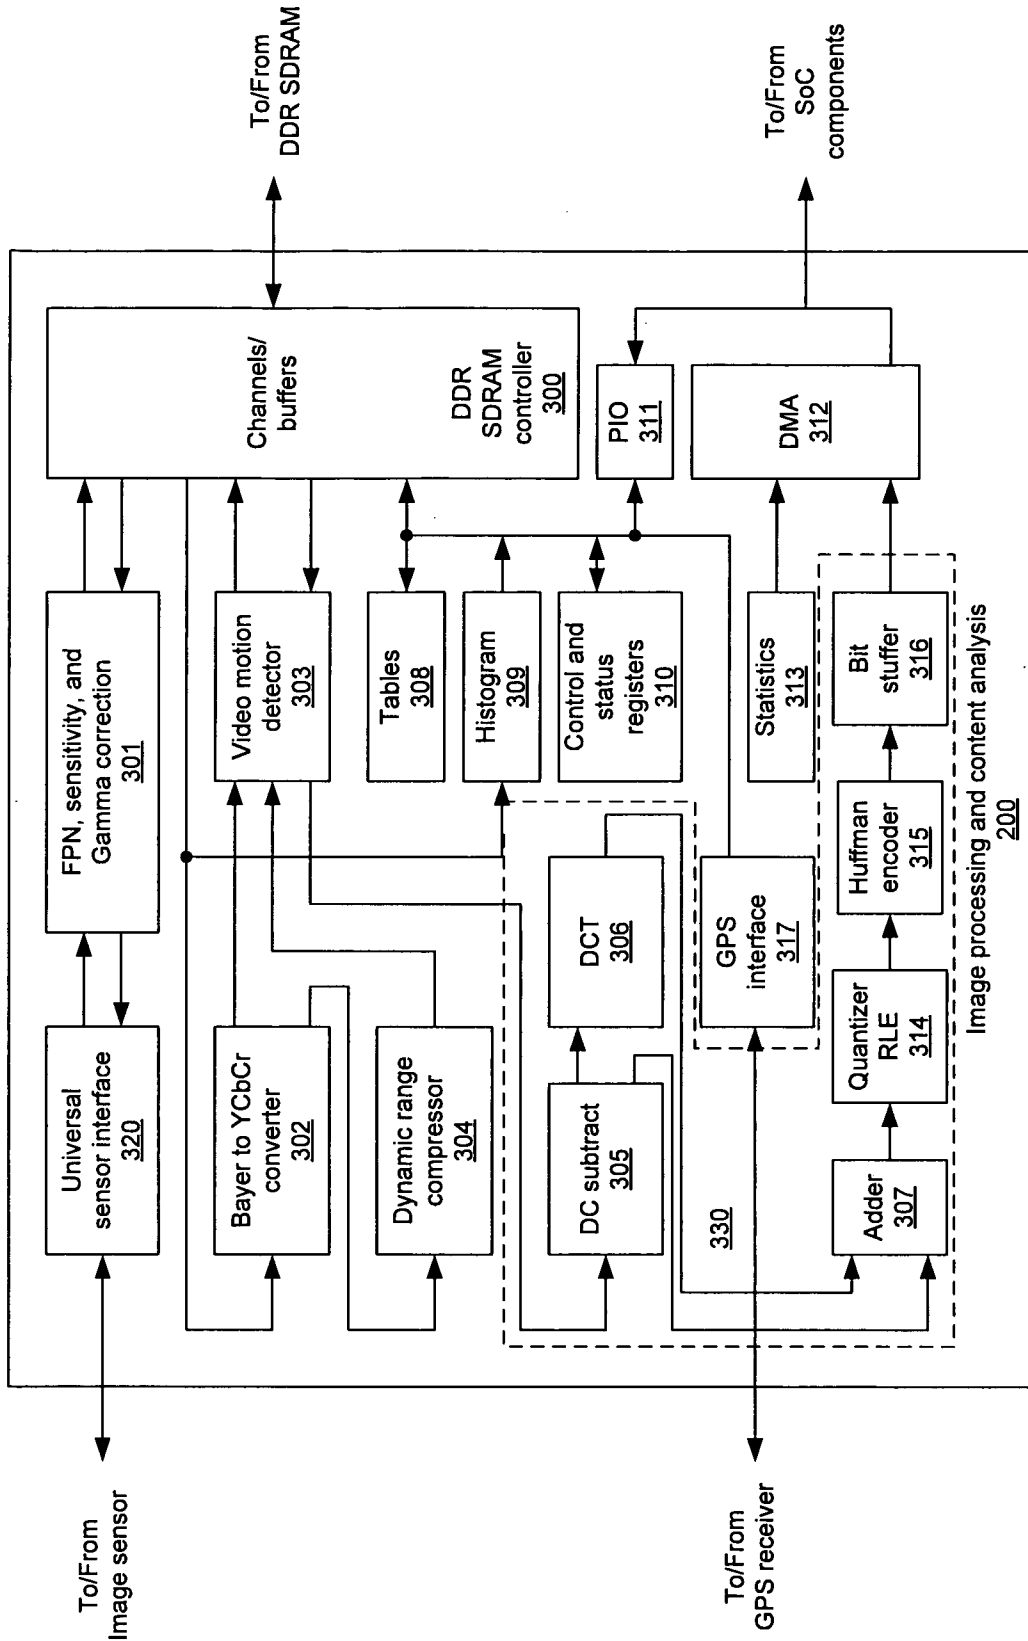 To/From
Image sensor
To/From
GPS receiver
Universal
sensor interface
320
FPN, sensitivity, and
Gamma correction
301
Channels/
buffers
DDR
SDRAM
controller
300
To/From
DDR SDRAM
Bayer to YCbCr
converter
302
Video motion
detector
303
Dynamic range
compressor
304
Tables
308
Histogram
309
Control and
status
registers
310
PIO
311
To/From
SoC
components
DC subtract
305
DCT
306
330
GPS
interface
317
Statistics
313
DMA
312
Adder
307
Quantizer
RLE
314
Huffman
encoder
315
Bit
stuffer
316
Image processing and content analysis
200